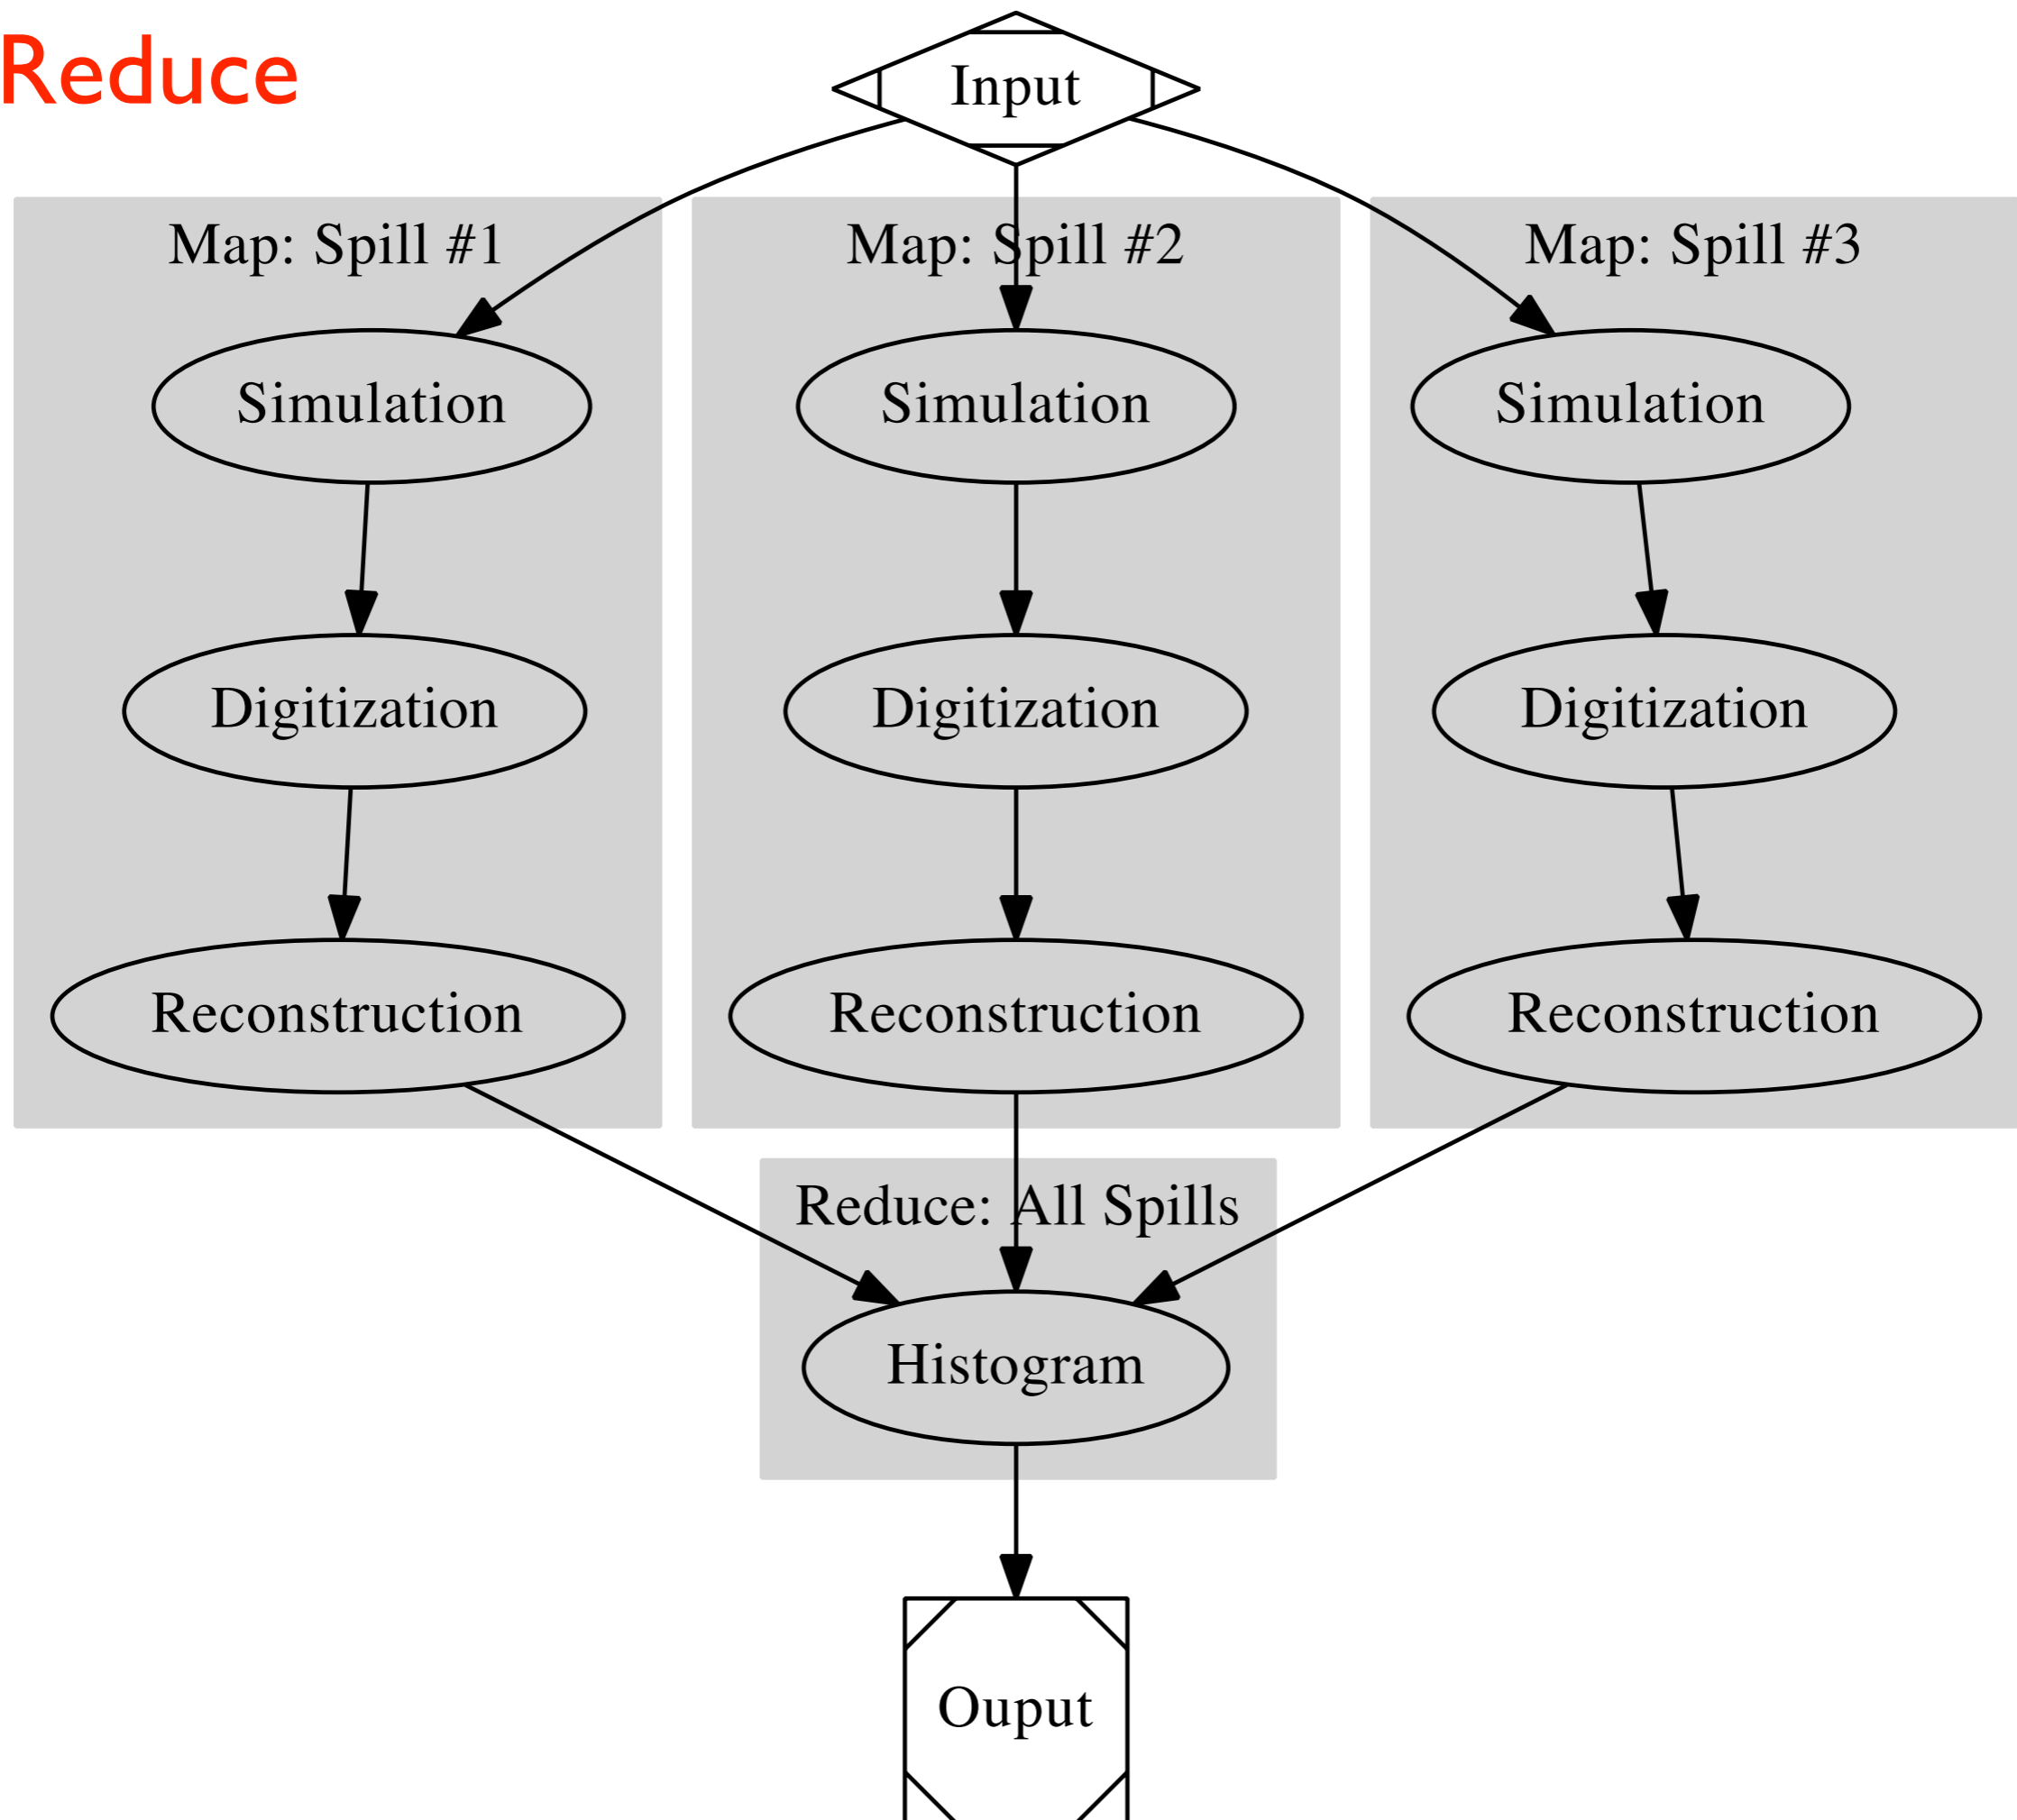 Reduce
Input
Map: Spill #1
Map: Spill #2
Map: Spill #3
Simulation
Simulation
Simulation
Digitization
Digitization
Digitization
Reconstruction
Reconstruction
Reconstruction
Reduce: All Spills
Histogram
Ouput